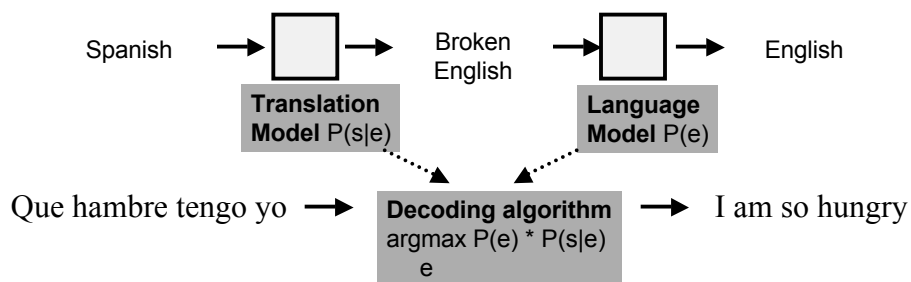 Spanish
Broken
English
English
Translation
Model P(s|e)
Language
Model P(e)
Que hambre tengo yo
Decoding algorithm
argmax P(e) * P(s|e)
e
I am so hungry